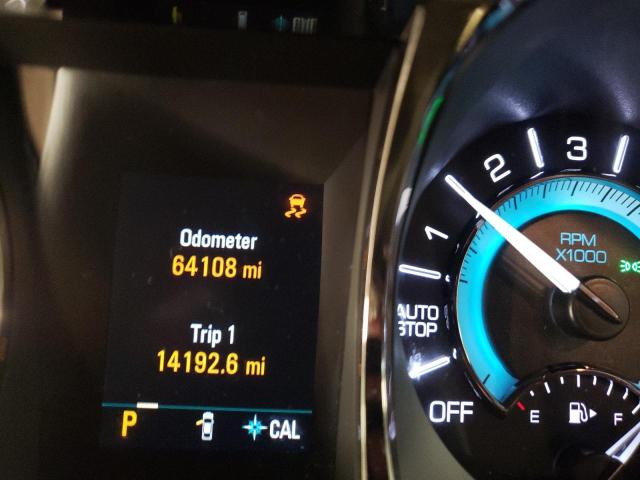 Odometer
64108 mi
Trip 1
14192.6 mi
P
CAL
1
2
3
RPM
X1000
AUTO
STOP
OFF
E
F